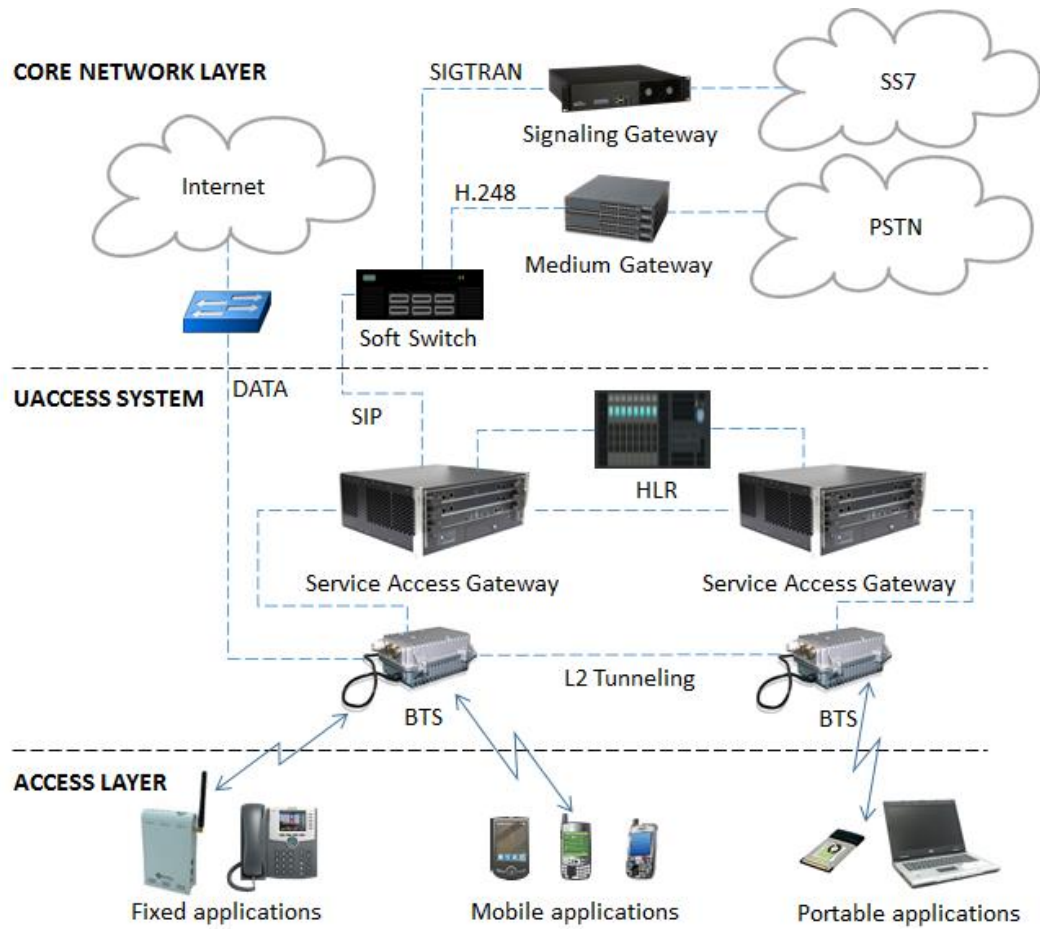 CORE NETWORK LAYER
SIGTRAN
SS7
Signaling Gateway
Internet
H.248
PSTN
Medium Gateway
Soft Switch
UACCESS SYSTEM
DATA
SIP
HLR
Service Access Gateway
Service Access Gateway
L2 Tunneling
BTS
BTS
ACCESS LAYER
Fixed applications
Mobile applications
Portable applications